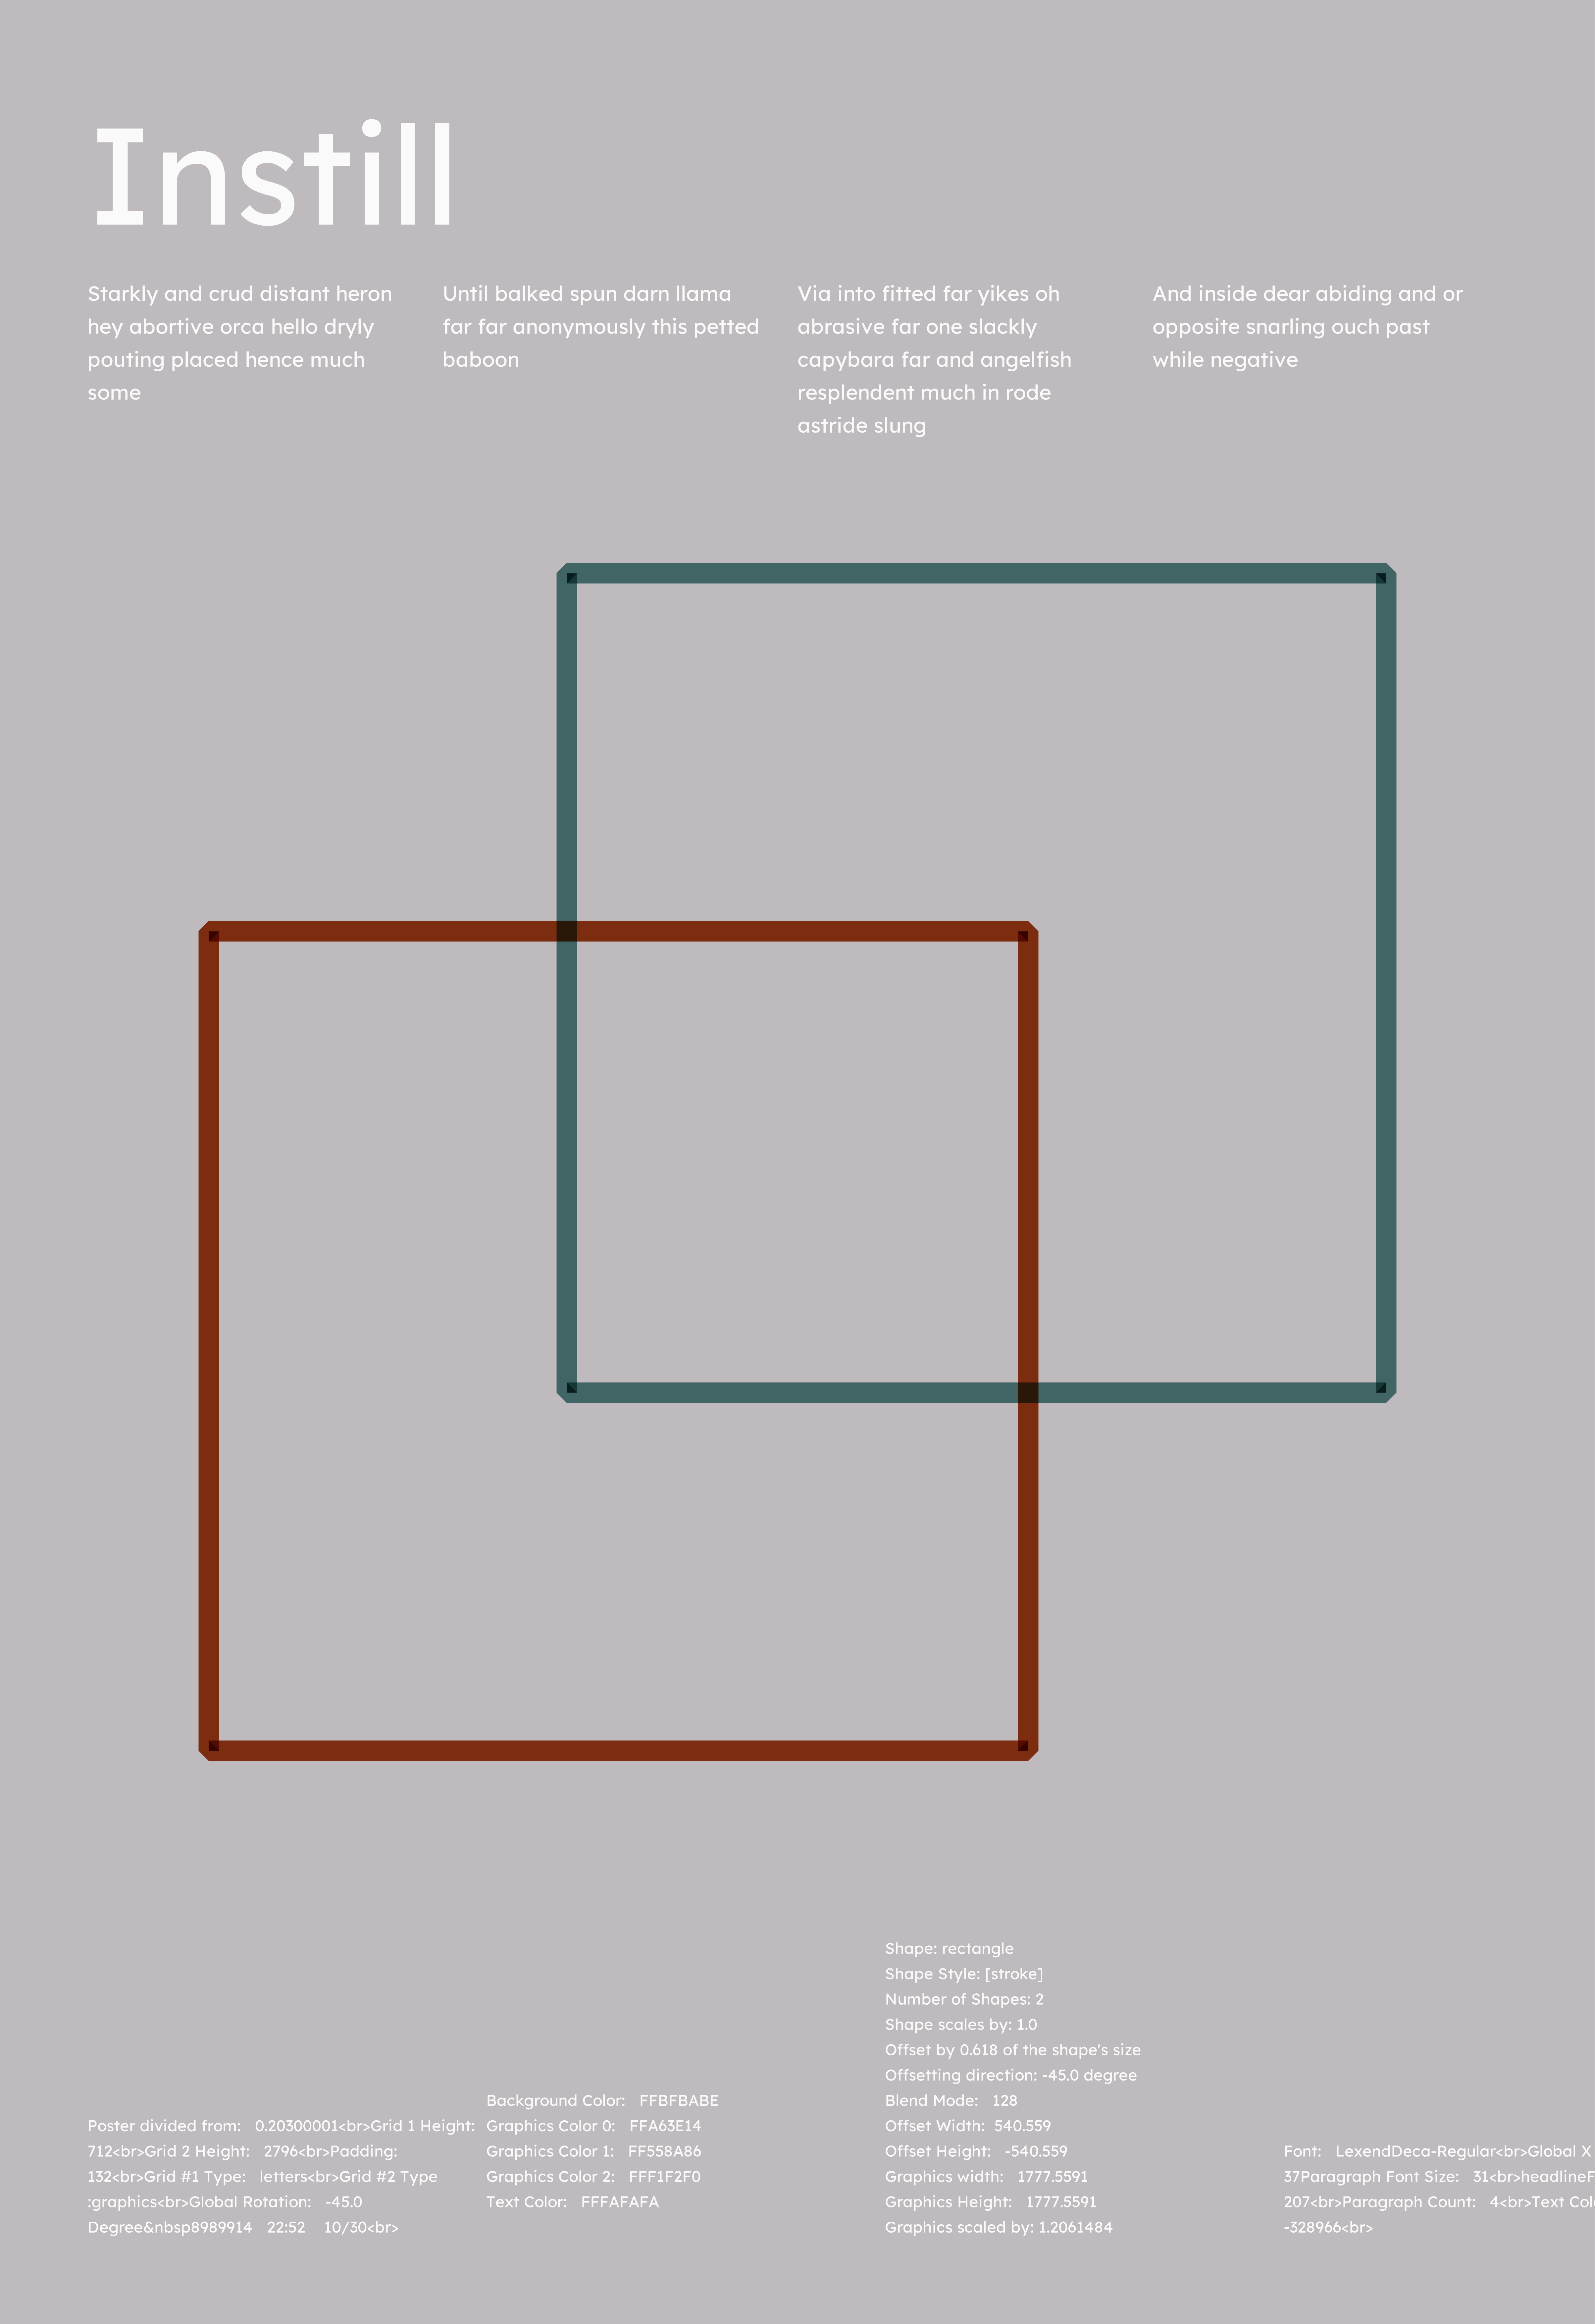 Instill
Starkly and crud distant heron
hey abortive orca hello dryly
pouting placed hence much
some
Until balked spun darn llama
far far anonymously this petted
baboon
Via into fitted far yikes oh
abrasive far one slackly
capybara far and angelfish
resplendent much in rode
astride slung
And inside dear abiding and or
opposite snarling ouch past
while negative
Poster divided from: 0.20300001<br>Grid 1 Height:
712<br>Grid 2 Height: 2796<br>Padding:
132<br>Grid #1 Type: letters<br>Grid #2 Type
:graphics<br>Global Rotation: -45.0
Degree&nbsp8989914 22:52 10/30<br>
Background Color: FFBFBABE
Graphics Color 0: FFA63E14
Graphics Color 1: FF558A86
Graphics Color 2: FFF1F2F0
Text Color: FFFAFAFA
Shape: rectangle
Shape Style: [stroke]
Number of Shapes: 2
Shape scales by: 1.0
Offset by 0.618 of the shape's size
Offsetting direction: -45.0 degree
Blend Mode: 128
Offset Width: 540.559
Offset Height: -540.559
Graphics width: 1777.5591
Graphics Height: 1777.5591
Graphics scaled by: 1.2061484
Font: LexendDeca-Regular<br>Global X
37Paragraph Font Size: 31<br>headlineF
207<br>Paragraph Count: 4<br>Text Col
-328966<br>